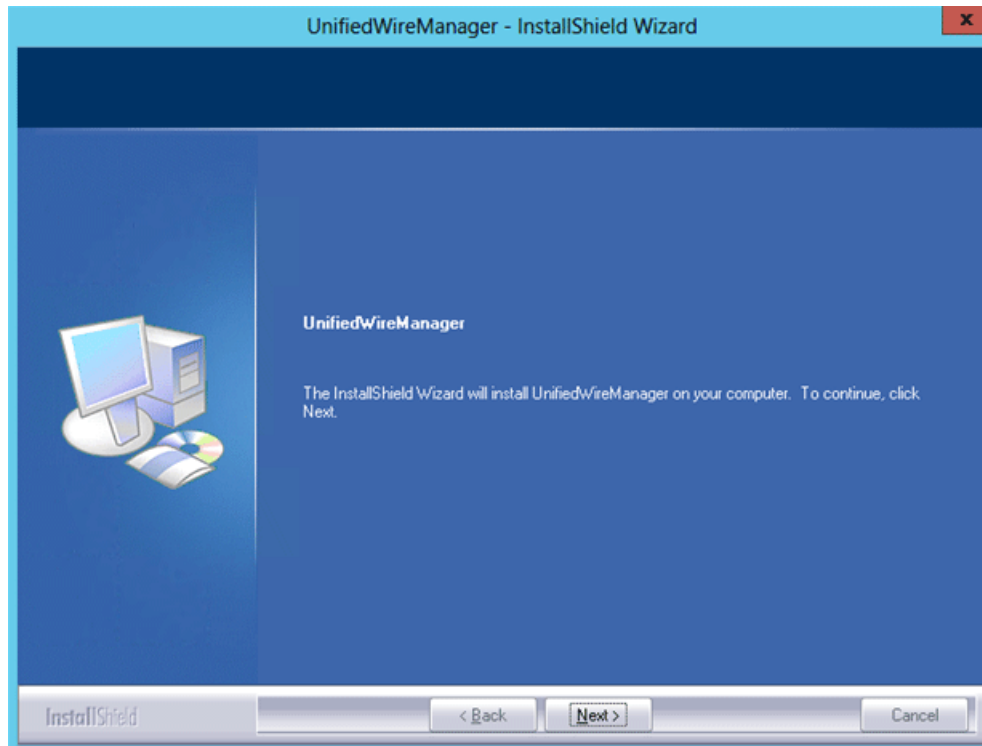 UnifiedWireManager - InstallShield Wizard
x
UnifiedWireManager
The InstallShield Wizard will install UnifiedWireManager on your computer. To continue, click
Next.
InstallShield
< Back
Next >
Cancel